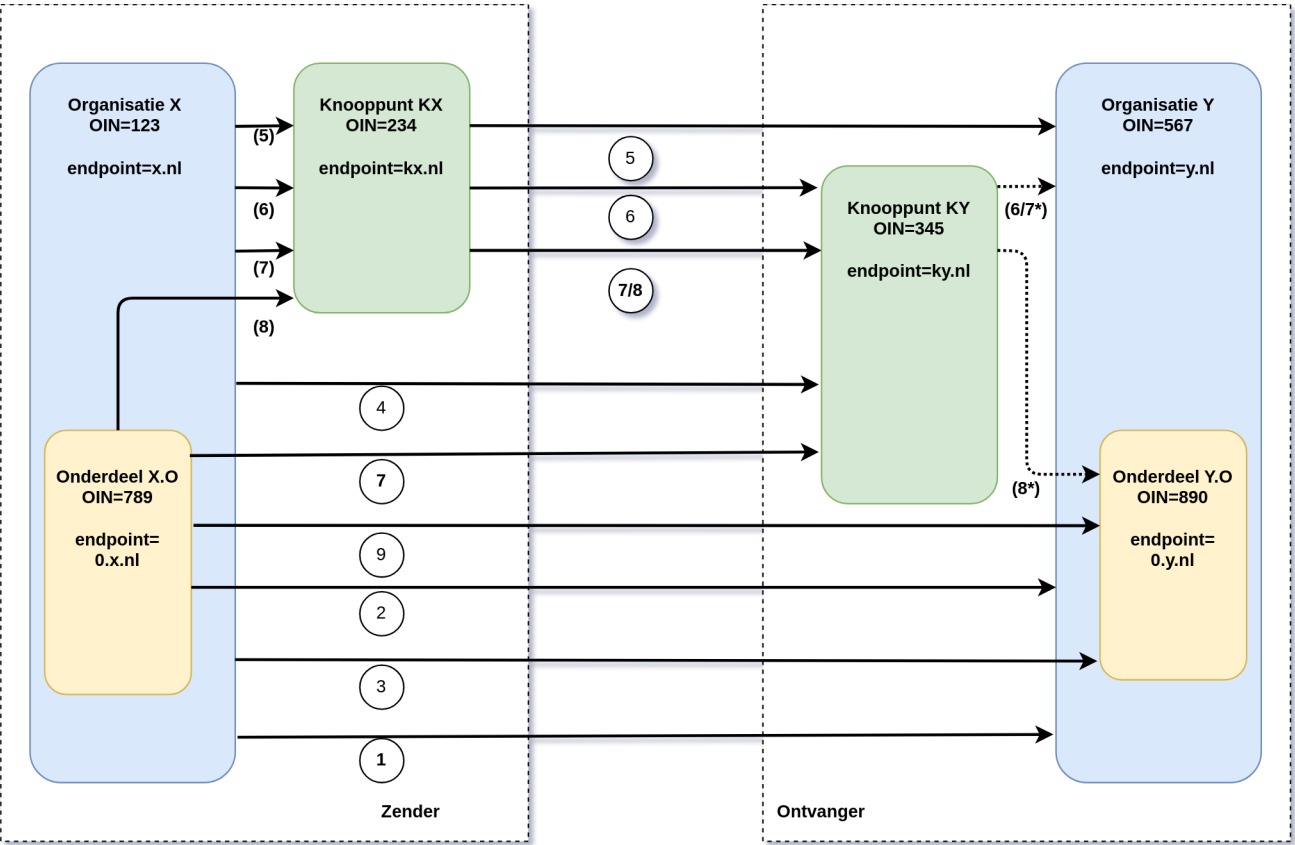 Organisatie X
OIN=123
endpoint=x.nl
Knooppunt KX
OIN=234
endpoint=kx.nl
(5)
(6)
(7)
(8)
5
6
7/8
Organisatie Y
OIN=567
endpoint=y.nl
Knooppunt KY
OIN=345
endpoint=ky.nl
(6/7*)
(8*)
4
7
9
2
3
1
Onderdeel X.O
OIN=789
endpoint=
0.x.nl
Onderdeel Y.O
OIN=890
endpoint=
0.y.nl
Zender
Ontvanger